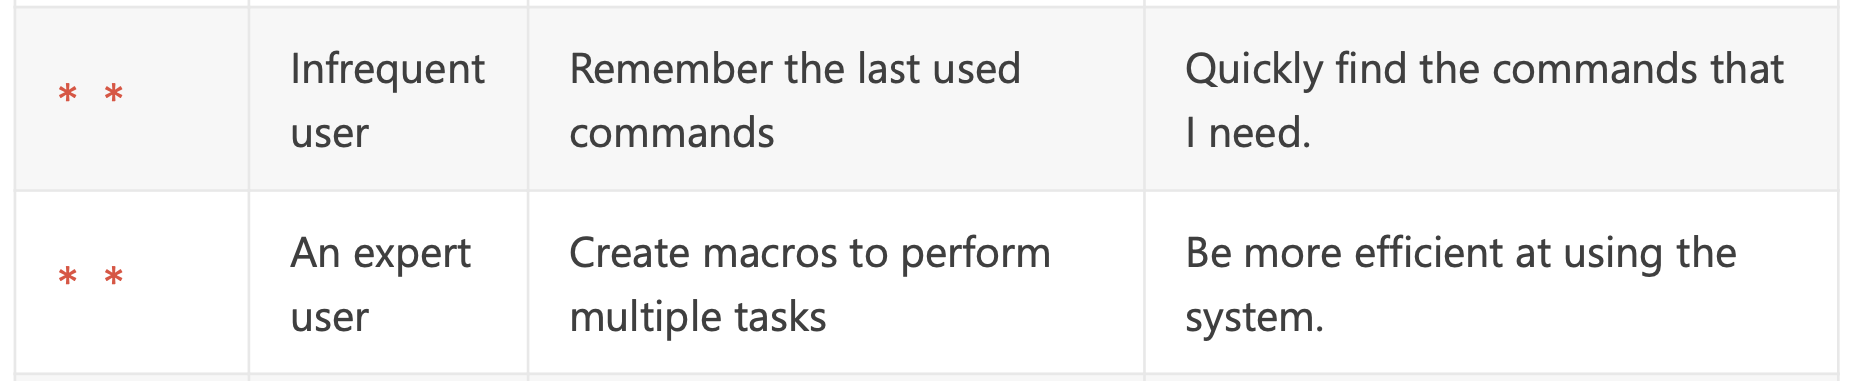 * * Infrequent user Remember the last used commands Quickly find the commands that I need.
* * An expert user Create macros to perform multiple tasks Be more efficient at using the system.